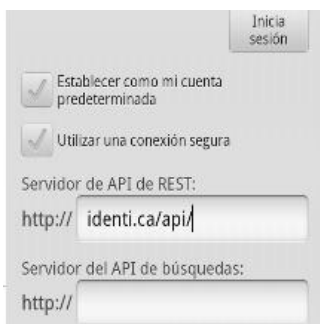 Inicia
sesión
Establecer como mi cuenta
predeterminada
Utilizar una conexión segura
Servidor de API de REST:
http:// identi.ca/api/
Servidor del API de búsquedas:
http://